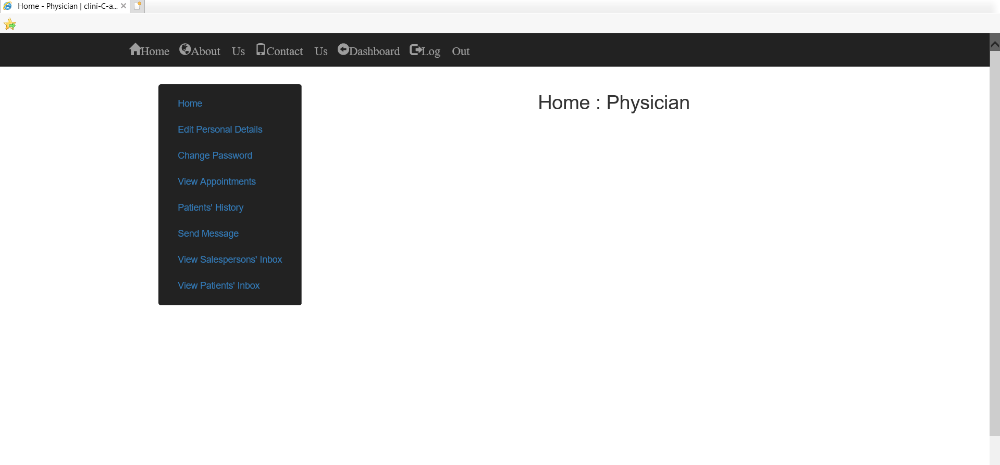 Home - Physician | clini-C-a...
Home About Us Contact Us Dashboard Log Out
Home
Edit Personal Details
Change Password
View Appointments
Patients' History
Send Message
View Salespersons' Inbox
View Patients' Inbox
Home : Physician